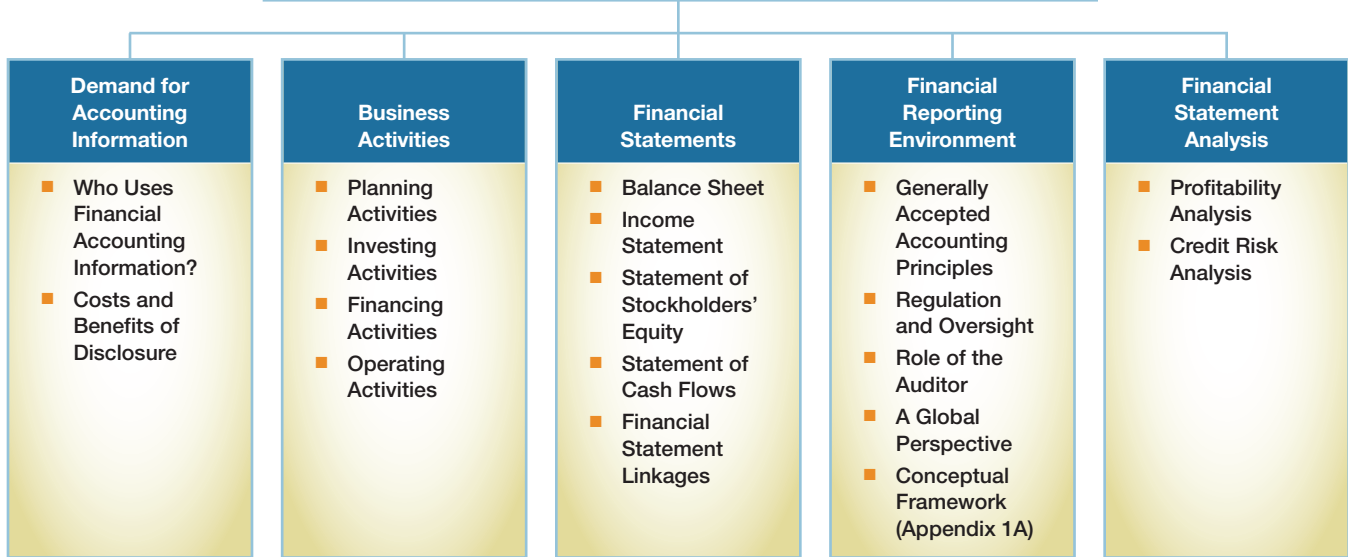 Demand for
Accounting
Information
Who Uses
Financial
Accounting
Information?
Costs and
Benefits of
Disclosure
Business
Activities
Planning
Activities
Investing
Activities
Financing
Activities
Operating
Activities
Financial
Statements
Balance Sheet
Income
Statement
Statement of
Stockholders’
Equity
Statement of
Cash Flows
Financial
Statement
Linkages
Financial
Reporting
Environment
Generally
Accepted
Accounting
Principles
Regulation
and Oversight
Role of the
Auditor
A Global
Perspective
Conceptual
Framework
(Appendix 1A)
Financial
Statement
Analysis
Profitability
Analysis
Credit Risk
Analysis